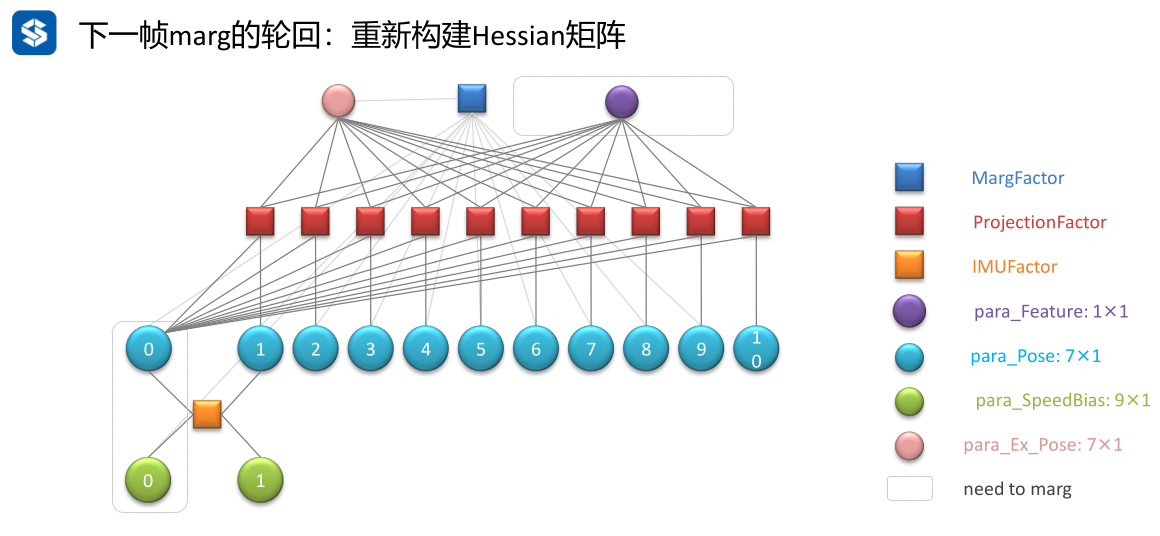 下一帧marg的轮回：重新构建Hessian矩阵
MargFactor
ProjectionFactor
IMUFactor
para_Feature: 1×1
para_Pose: 7×1
para_SpeedBias: 9×1
para_Ex_Pose: 7×1
need to marg
0 1 2 3 4 5 6 7 8 9 1
0
0 1